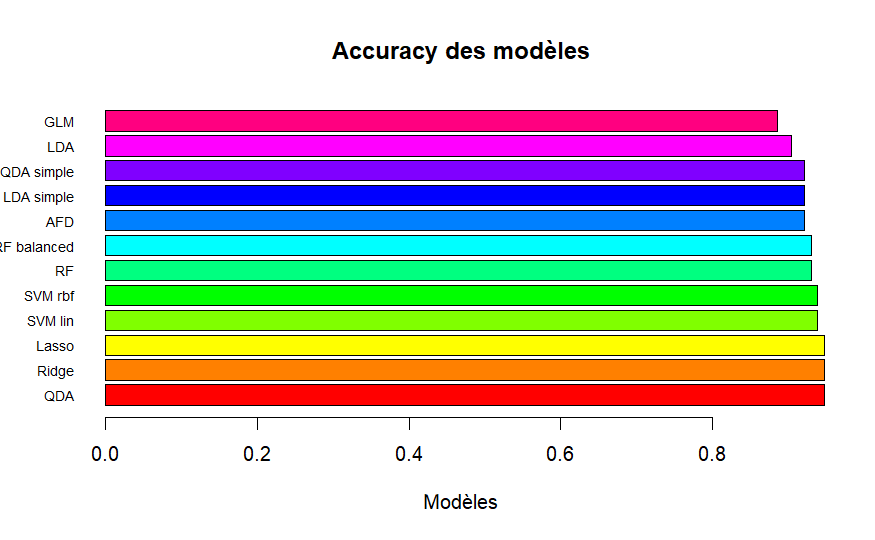 Accuracy des modèles
GLM
LDA
QDA simple
LDA simple
AFD
RF balanced
RF
SVM rbf
SVM lin
Lasso
Ridge
QDA
0.0 0.2 0.4 0.6 0.8
Modèles